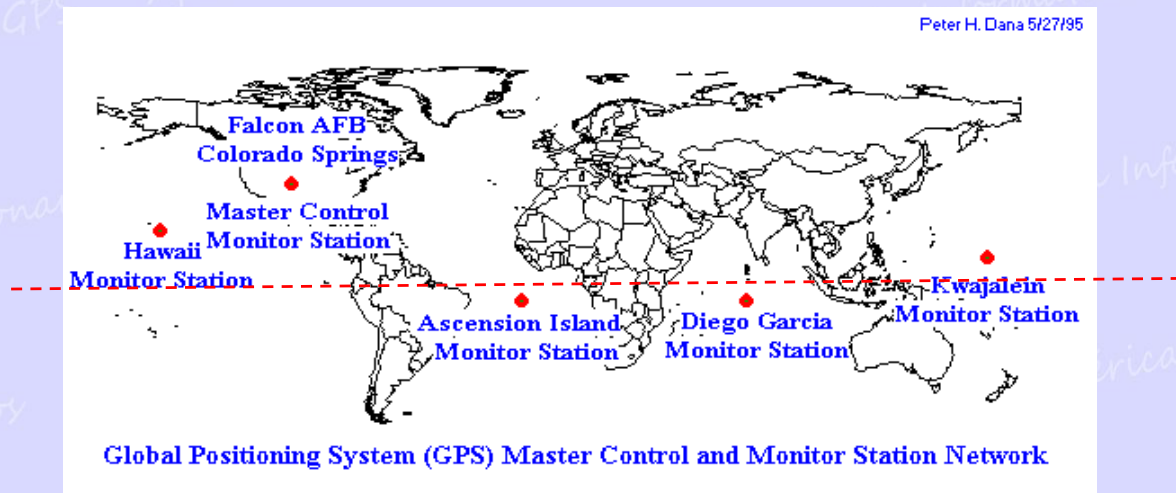 Peter H. Dana 5/27/95
Falcon AFB
Colorado Springs
Master Control
Monitor Station
Hawaii
Monitor Station
Kwajalein
Monitor Station
Ascension Island
Monitor Station
Diego Garcia
Monitor Station
Global Positioning System (GPS) Master Control and Monitor Station Network